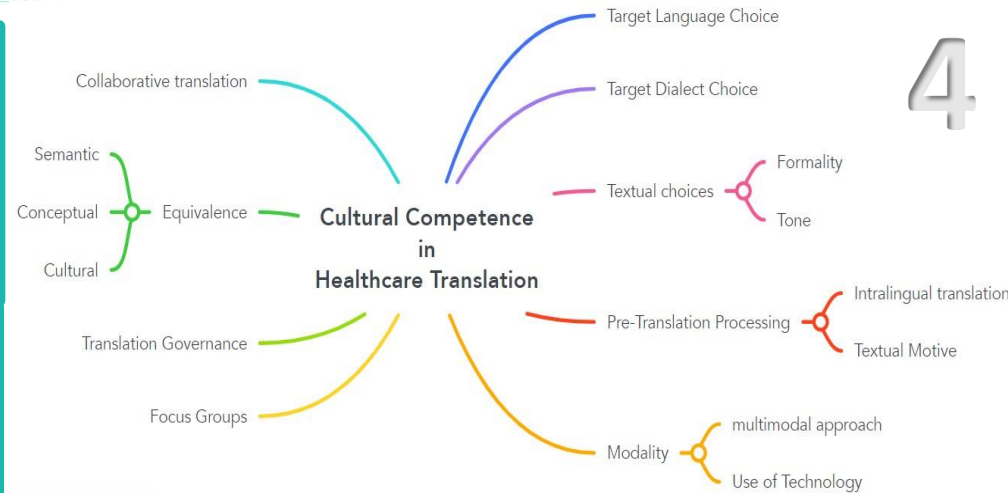 4
Cultural Competence
in
Healthcare Translation
Target Language Choice
Target Dialect Choice
Textual choices
Formality
Tone
Pre-Translation Processing
Intralingual translation
Textual Motive
Modality
multimodal approach
Use of Technology
Collaborative translation
Equivalence
Semantic
Conceptual
Cultural
Translation Governance
Focus Groups